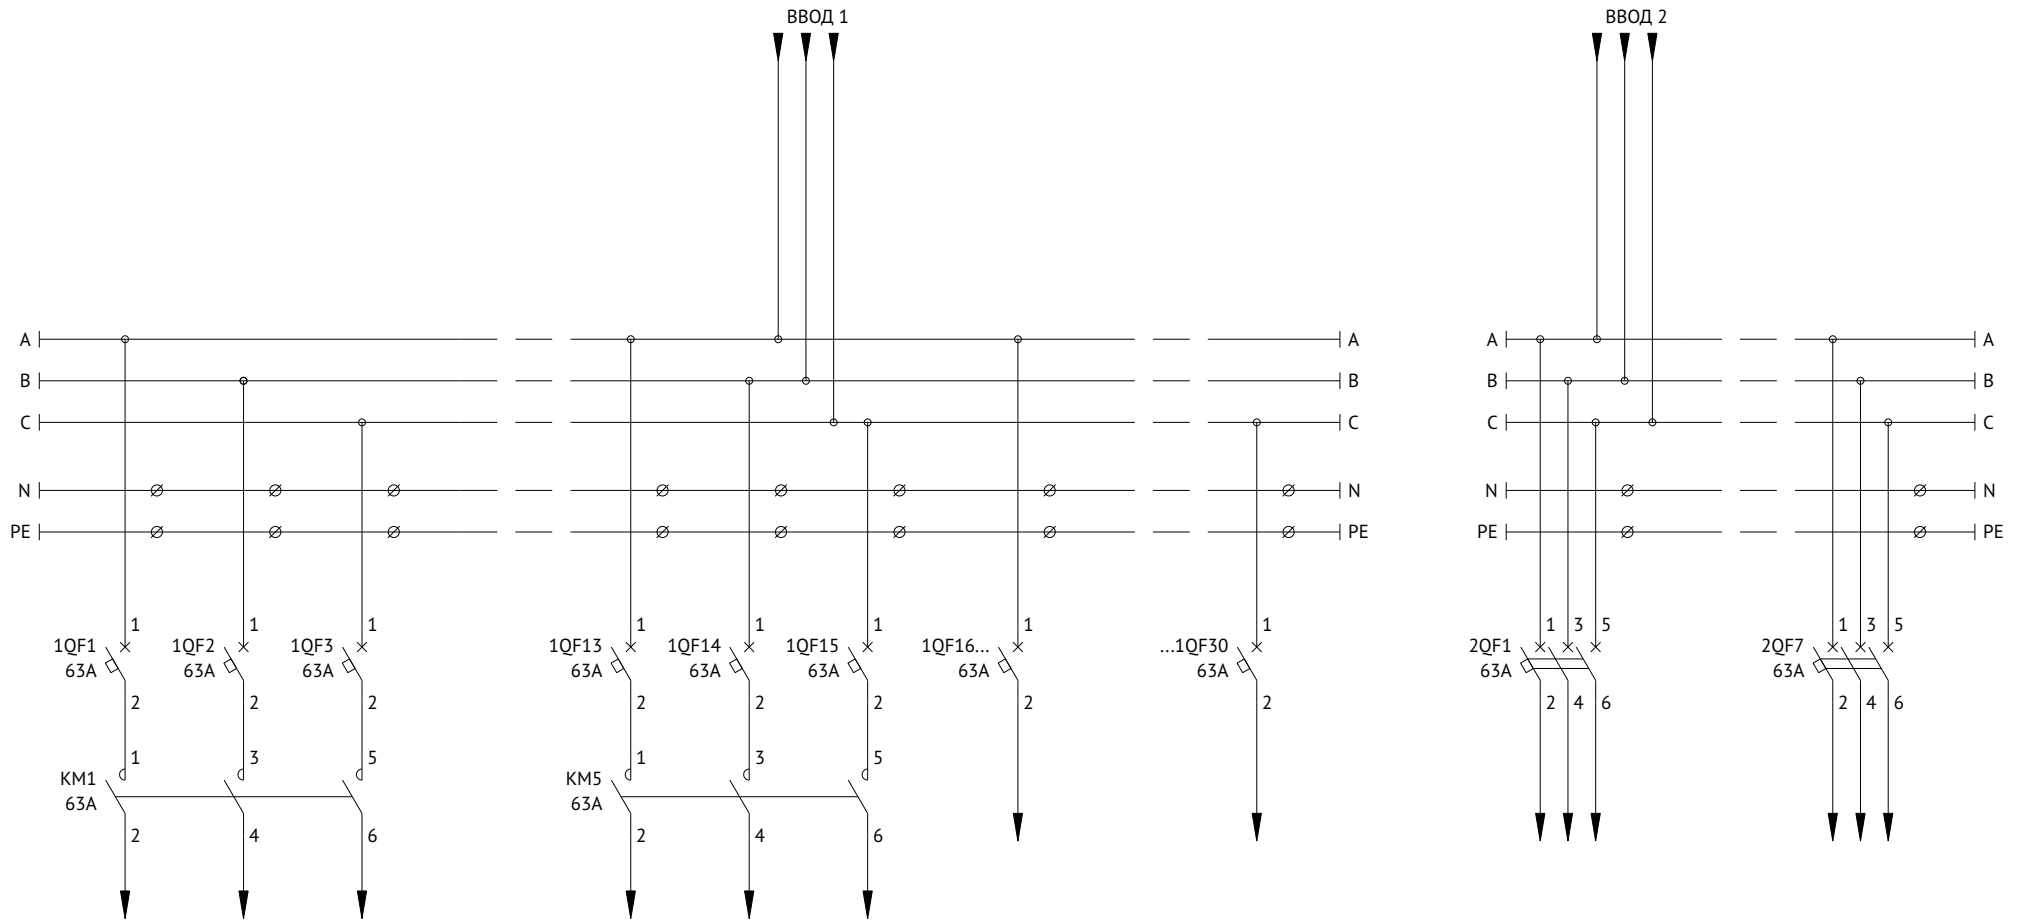 ВВОД 1 ВВОД 2
A A A A
B B B B
C C C C
N N N N
PE PE PE PE
1 1 1 1 1 1 1 1 1 3 5 1 3 5
1QF1 1QF2 1QF3 1QF13 1QF14 1QF15 1QF16... ...1QF30 2QF1 2QF7
63A 63A 63A 63A 63A 63A 63A 63A 63A 63A
2 2 2 2 2 2 2 2 2 4 6 2 4 6
1 3 5 1 3 5
KM1 KM5
63A 63A
2 4 6 2 4 6